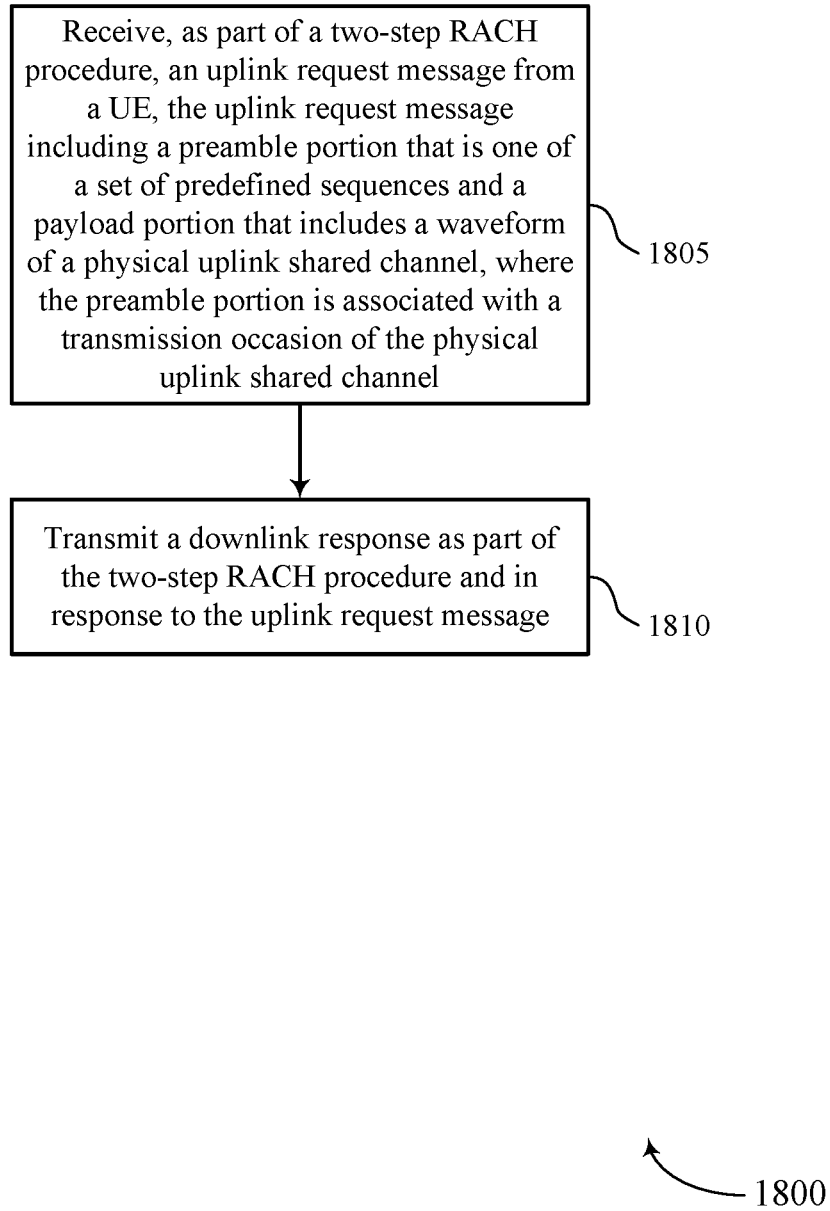 Receive, as part of a two-step RACH
procedure, an uplink request message from
a UE, the uplink request message
including a preamble portion that is one of
a set of predefined sequences and a
payload portion that includes a waveform
of a physical uplink shared channel, where
the preamble portion is associated with a
transmission occasion of the physical
uplink shared channel
1805
Transmit a downlink response as part of
the two-step RACH procedure and in
response to the uplink request message
1810
1800